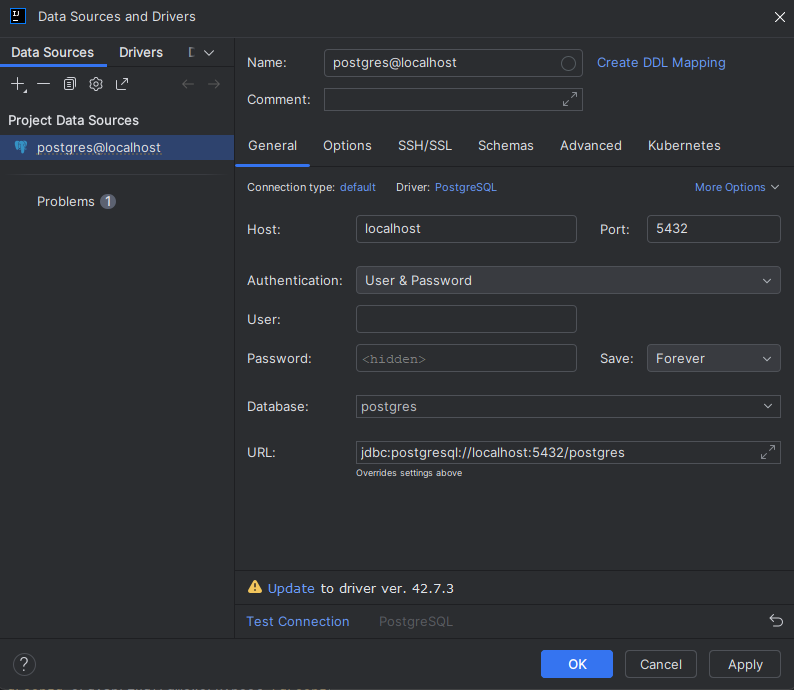 Data Sources and Drivers
Data Sources Drivers D
Project Data Sources
postgres@localhost
Problems 1
Name: postgres@localhost Create DDL Mapping
Comment:
General Options SSH/SSL Schemas Advanced Kubernetes
Connection type: default Driver: PostgreSQL More Options
Host: localhost Port: 5432
Authentication: User & Password
User:
Password: <hidden> Save: Forever
Database: postgres
URL: jdbc:postgresql://localhost:5432/postgres
Overrides settings above
Update to driver ver. 42.7.3
Test Connection PostgreSQL
? OK Cancel Apply